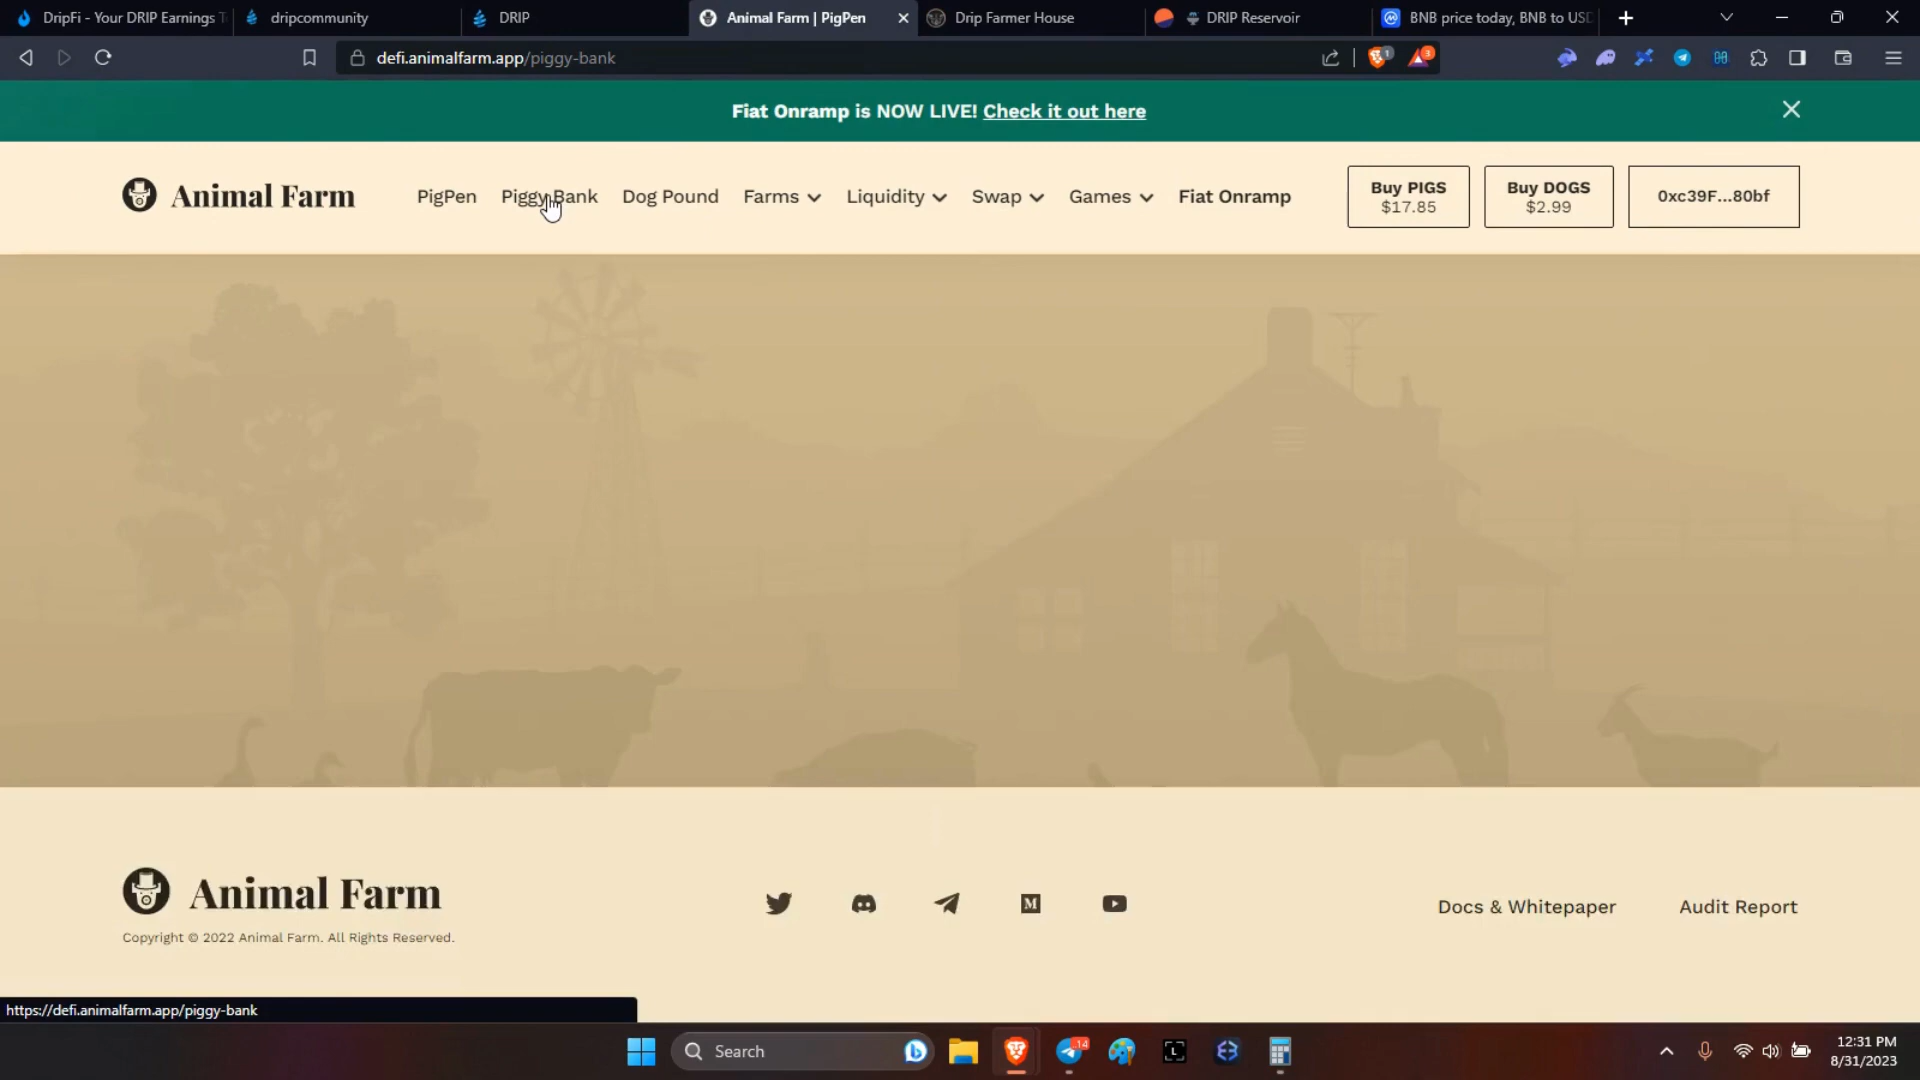 DripFi - Your DRIP Earnings T
dripcommunity
DRIP
Animal Farm | PigPen
Drip Farmer House
DRIP Reservoir
BNB price today, BNB to USD
defi.animalfarm.app/piggy-bank
1
3
Fiat Onramp is NOW LIVE! Check it out here
Animal Farm
PigPen
Piggy Bank
Dog Pound
Farms
Liquidity
Swap
Games
Fiat Onramp
Buy PIGS
$17.85
Buy DOGS
$2.99
0xc39F...80bf
Animal Farm
Copyright © 2022 Animal Farm. All Rights Reserved.
Docs & Whitepaper
Audit Report
https://defi.animalfarm.app/piggy-bank
Search
14
12:31 PM
8/31/2023